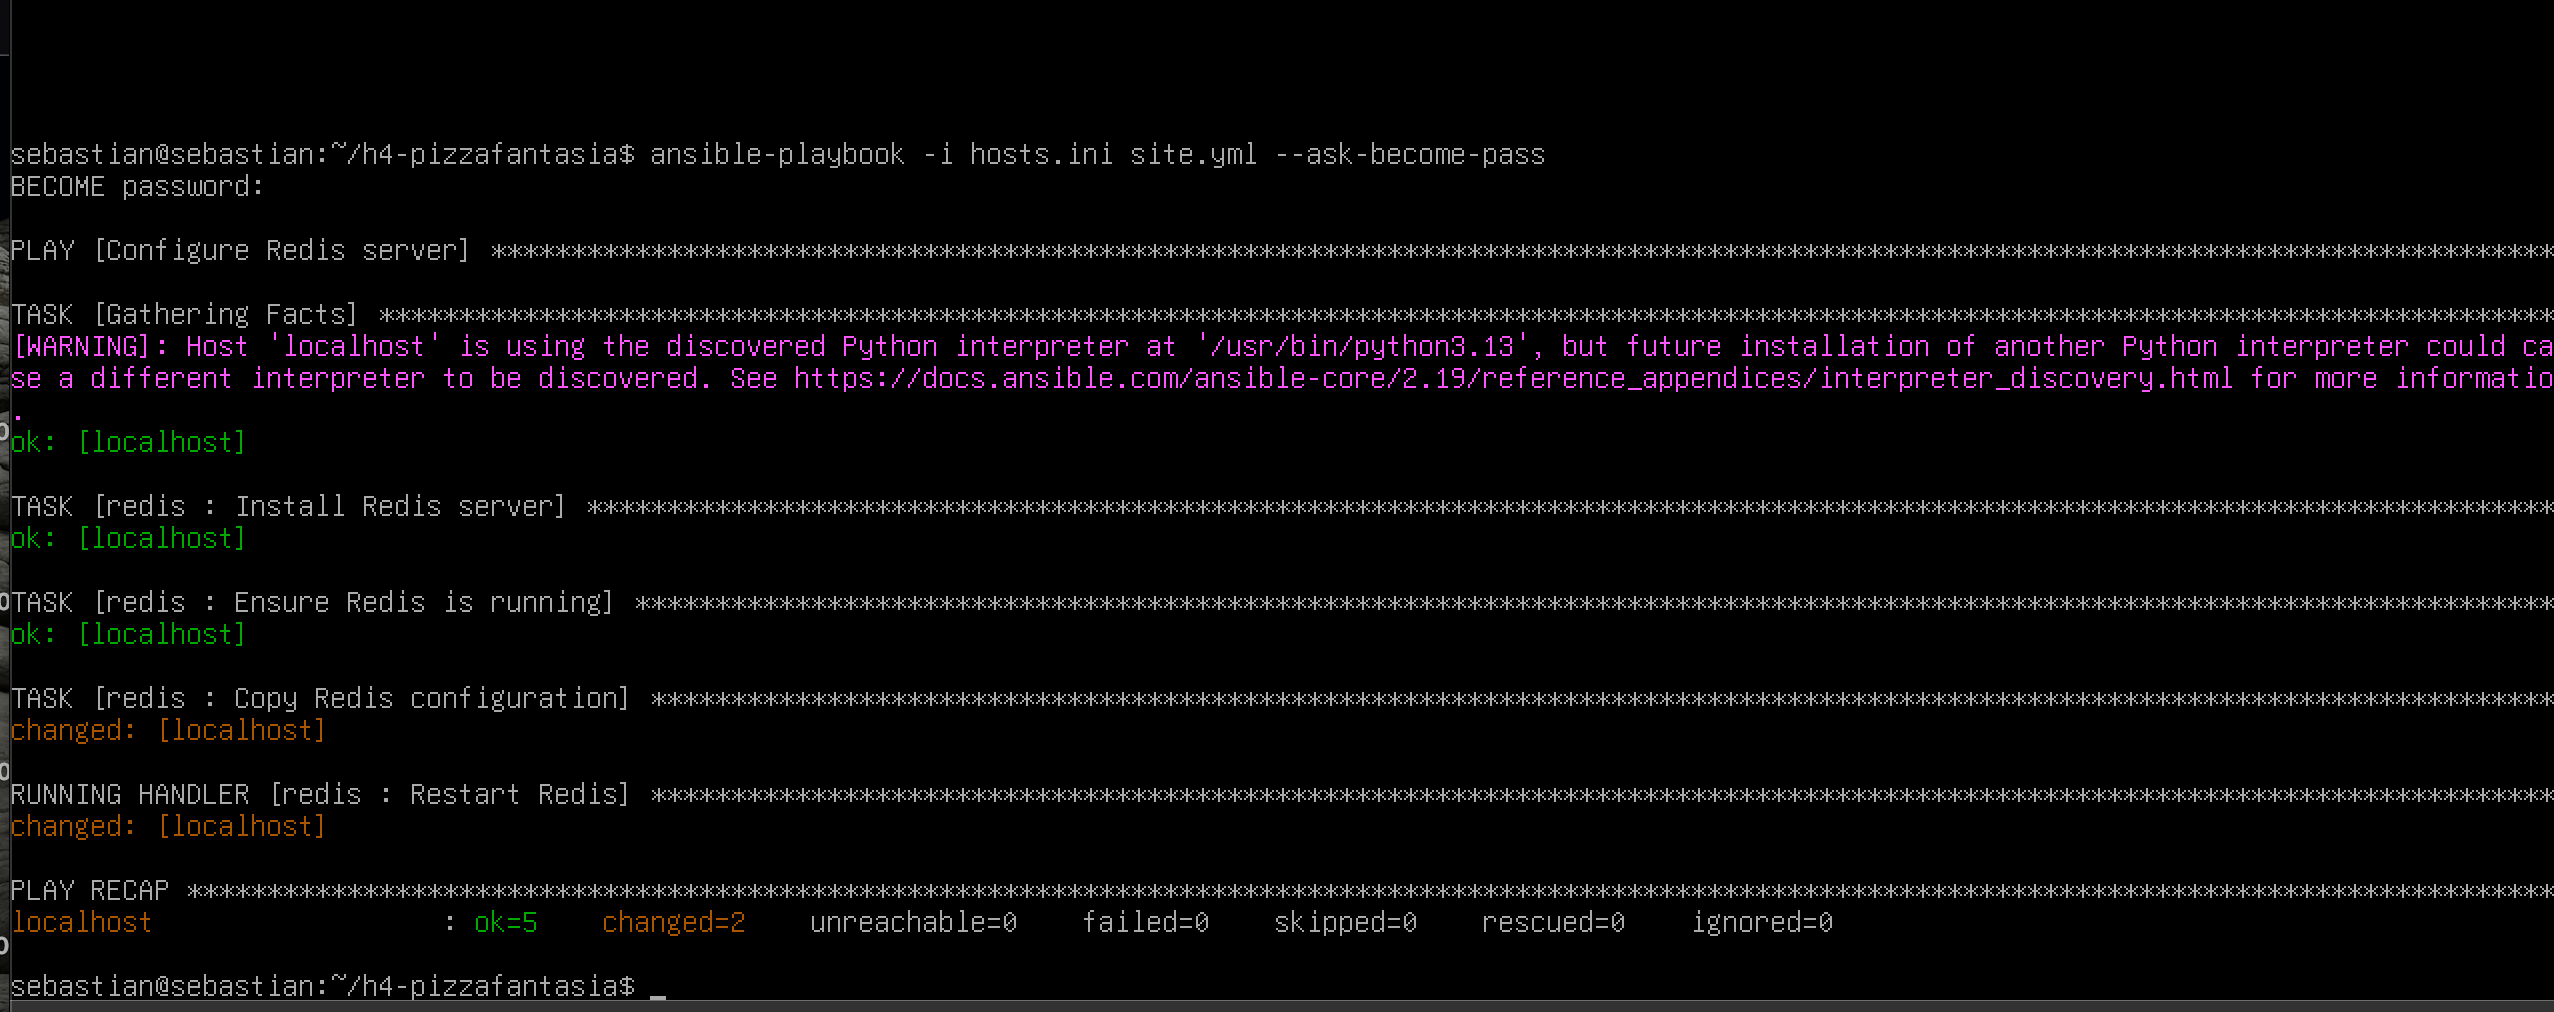 sebastian@sebastian:~/h4-pizzafantasia$ ansible-playbook -i hosts.ini site.yml --ask-become-pass
BECOME password:
PLAY [Configure Redis server] ********************************************************************************************************************************
TASK [Gathering Facts] ***************************************************************************************************************************************
[WARNING]: Host 'localhost' is using the discovered Python interpreter at '/usr/bin/python3.13', but future installation of another Python interpreter could ca
se a different interpreter to be discovered. See https://docs.ansible.com/ansible-core/2.19/reference_appendices/interpreter_discovery.html for more informatio
.
ok: [localhost]
TASK [redis : Install Redis server] **************************************************************************************************************************
ok: [localhost]
TASK [redis : Ensure Redis is running] ***********************************************************************************************************************
ok: [localhost]
TASK [redis : Copy Redis configuration] **********************************************************************************************************************
changed: [localhost]
RUNNING HANDLER [redis : Restart Redis] **********************************************************************************************************************
changed: [localhost]
PLAY RECAP ***************************************************************************************************************************************************
localhost                  : ok=5    changed=2    unreachable=0    failed=0    skipped=0    rescued=0    ignored=0
sebastian@sebastian:~/h4-pizzafantasia$ _